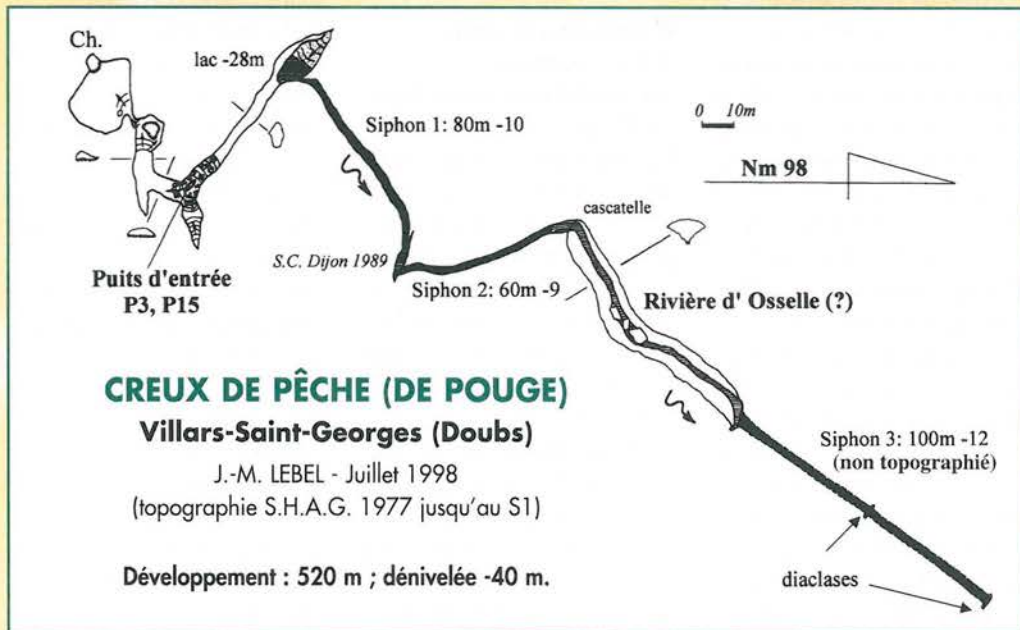 Ch.
lac -28m
Siphon 1: 80m -10
0 10m
Nm 98
cascatelle
S.C. Dijon 1989
Puits d'entrée
P3, P15
Siphon 2: 60m -9
Rivière d' Osselle (?)
CREUX DE PÊCHE (DE POUGE)
Villars-Saint-Georges (Doubs)
J.-M. LEBEL - Juillet 1998
(topographie S.H.A.G. 1977 jusqu'au S1)
Siphon 3: 100m -12
(non topographié)
Développement : 520 m ; dénivelée -40 m.
diaclases